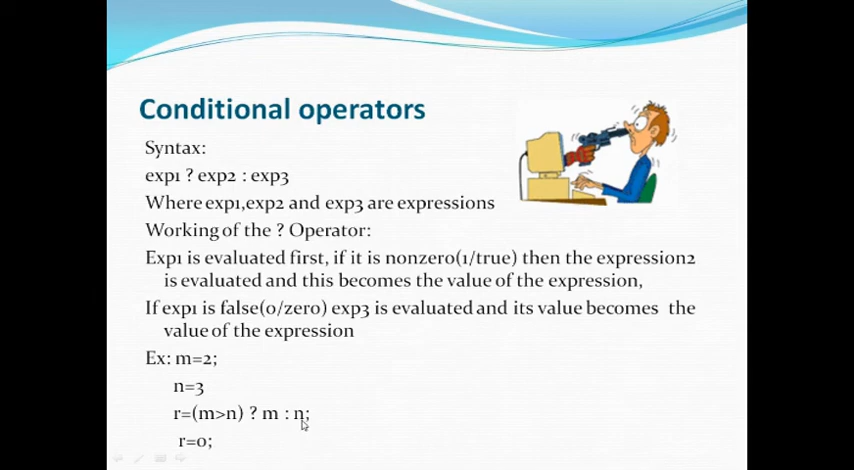 Conditional operators
Syntax:
exp1 ? exp2 : exp3
Where exp1,exp2 and exp3 are expressions
Working of the ? Operator:
Exp1 is evaluated first, if it is nonzero(1/true) then the expression2
is evaluated and this becomes the value of the expression,
If exp1 is false(0/zero) exp3 is evaluated and its value becomes the
value of the expression
Ex: m=2;
n=3
r=(m>n) ? m : n;
r=0;